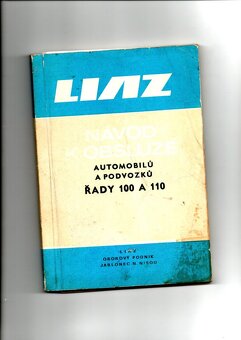 LIAZ
NÁVOD
K OBSLUZE
AUTOMOBILŮ
A PODVOZKŮ
ŘADY 100 A 110
LIAZ
OBOROVÝ PODNIK
JABLONEC N. NISOU